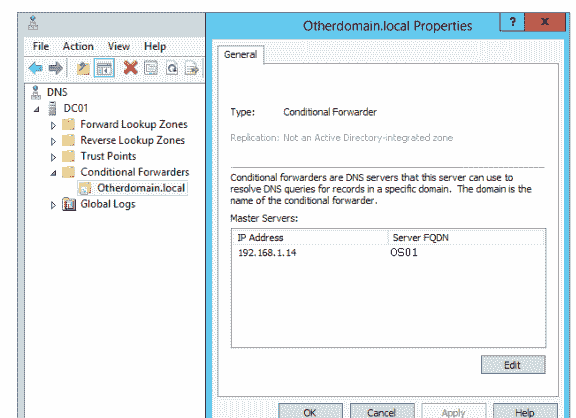 Otherdomain.local Properties
? x
File Action View Help
General
DNS
DC01
Forward Lookup Zones
Reverse Lookup Zones
Trust Points
Conditional Forwarders
Otherdomain.local
Global Logs
Type: Conditional Forwarder
Replication: Not an Active Directory-integrated zone
Conditional forwarders are DNS servers that this server can use to
resolve DNS queries for records in a specific domain. The domain is the
name of the conditional forwarder.
Master Servers:
IP Address Server FQDN
192.168.1.14 OS01
Edit
OK Cancel Apply Help